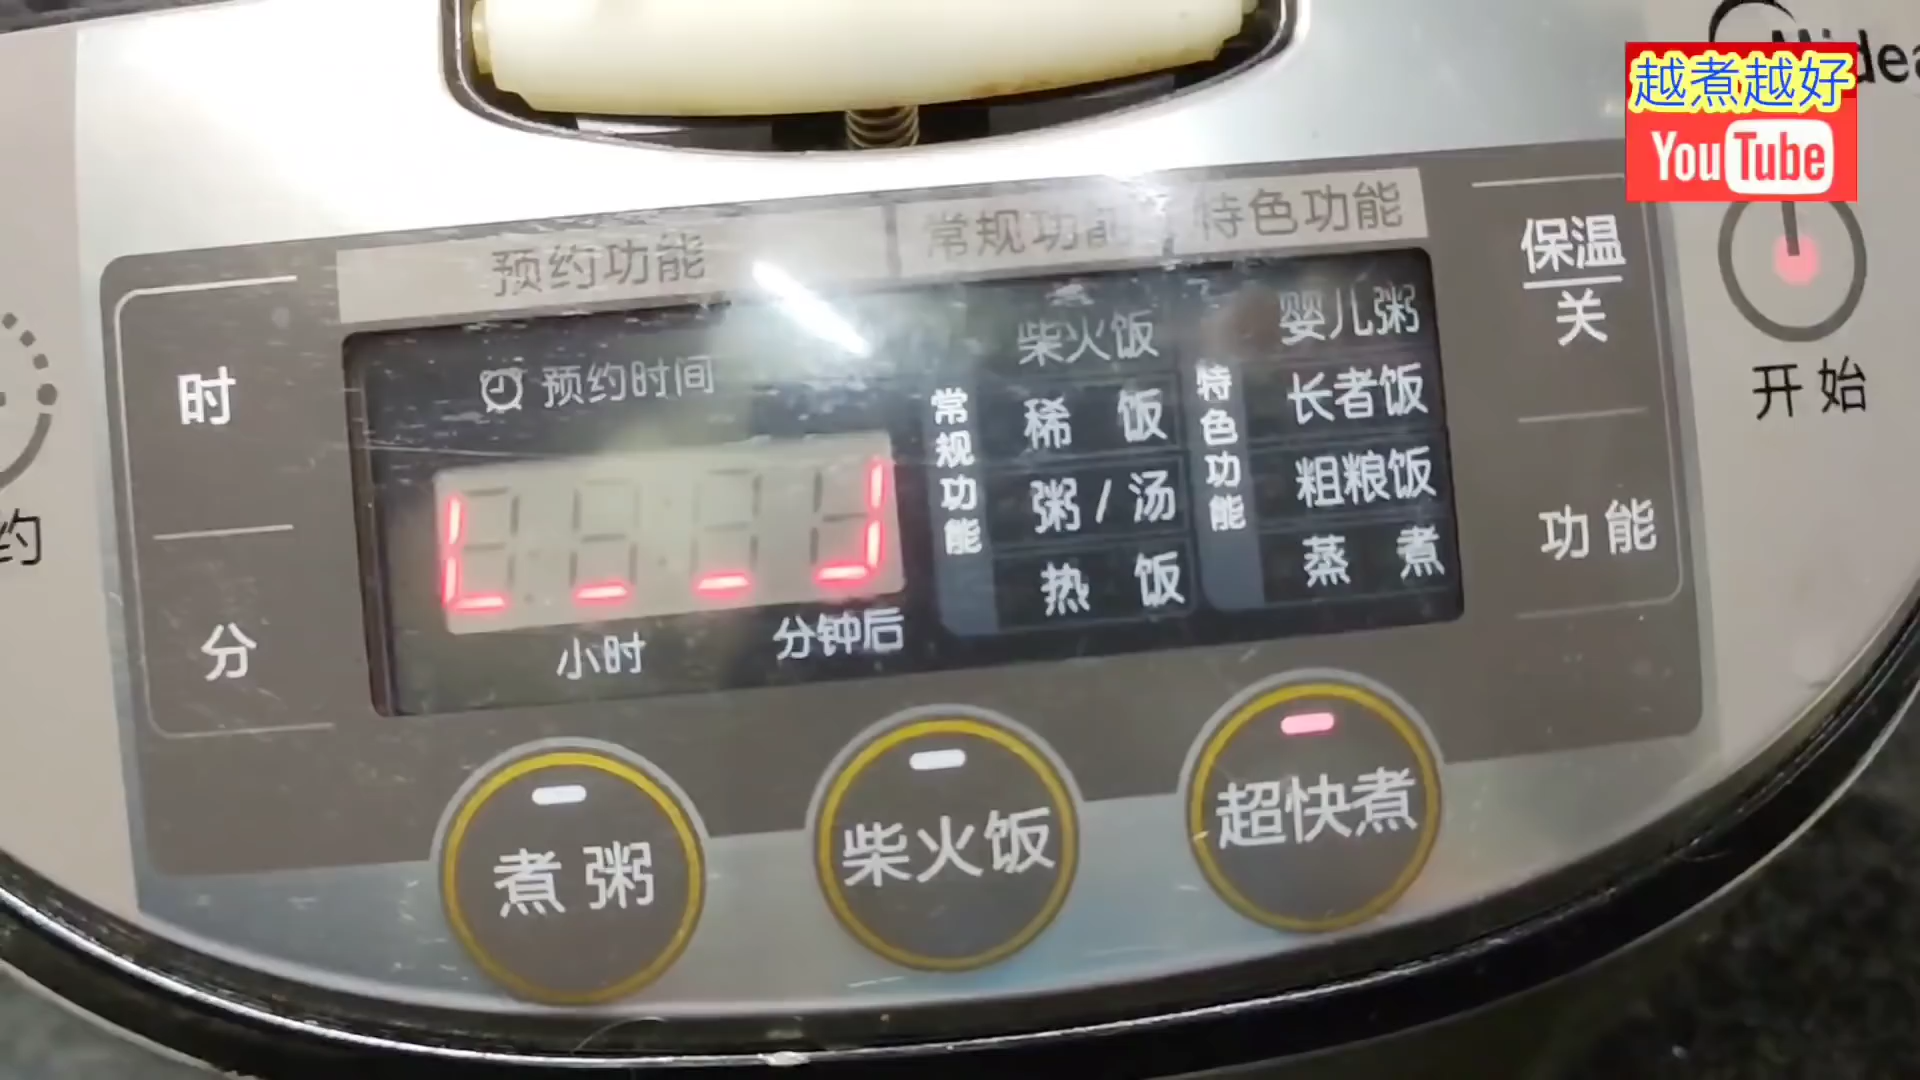 Midea
越煮越好
YouTube
预约功能
常规功能
特色功能
保温
关
开始
时
预约时间
常规功能
柴火饭
稀 饭
粥/汤
热 饭
特色功能
婴儿粥
长者饭
粗粮饭
蒸 煮
功能
约
分
小时
分钟后
煮粥
柴火饭
超快煮